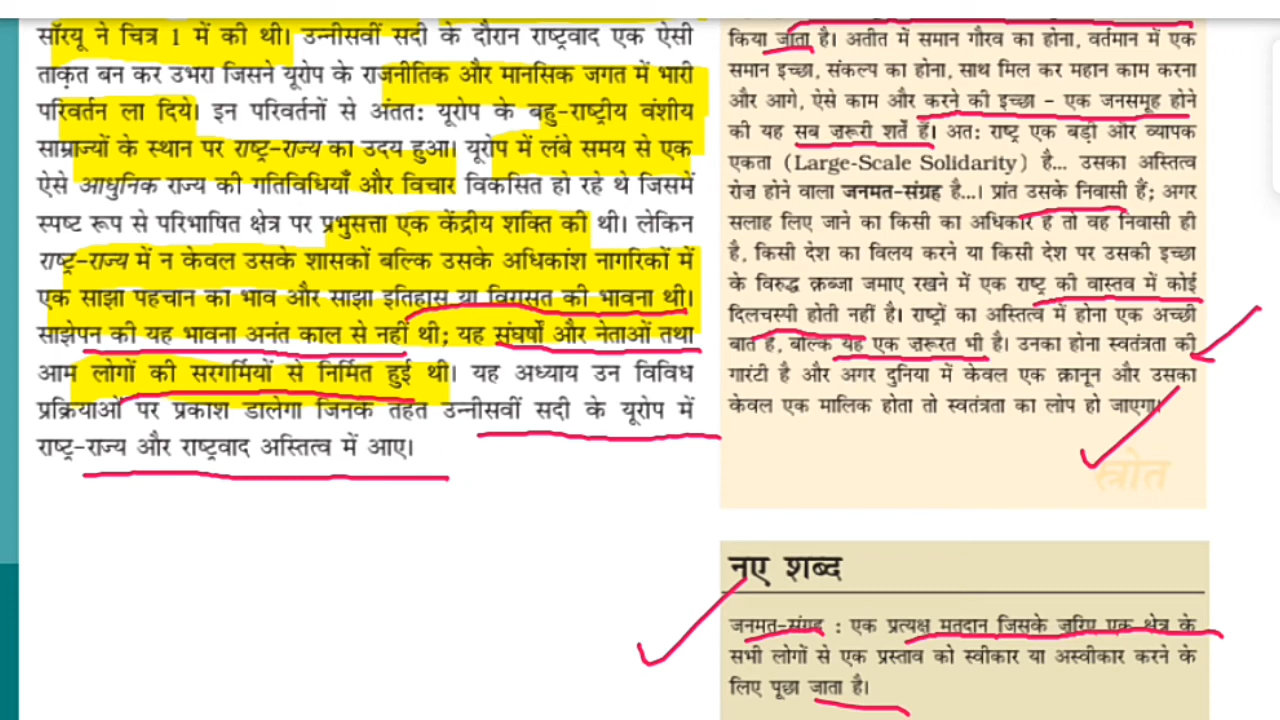 सॉरयू ने चित्र 1 में की थी। उन्नीसवीं सदी के दौरान राष्ट्रवाद एक ऐसी
ताक़त बन कर उभरा जिसने यूरोप के राजनीतिक और मानसिक जगत में भारी
परिवर्तन ला दिये। इन परिवर्तनों से अंतत: यूरोप के बहु-राष्ट्रीय वंशीय
साम्राज्यों के स्थान पर राष्ट्र-राज्य का उदय हुआ। यूरोप में लंबे समय से एक
ऐसे आधुनिक राज्य की गतिविधियाँ और विचार विकसित हो रहे थे जिसमें
स्पष्ट रूप से परिभाषित क्षेत्र पर प्रभुसत्ता एक केंद्रीय शक्ति की थी। लेकिन
राष्ट्र-राज्य में न केवल उसके शासकों बल्कि उसके अधिकांश नागरिकों में
एक साझा पहचान का भाव और साझा इतिहास या विरासत की भावना थी।
साझेपन की यह भावना अनंत काल से नहीं थी; यह संघर्षों और नेताओं तथा
आम लोगों की सरगर्मियों से निर्मित हुई थी। यह अध्याय उन विविध
प्रक्रियाओं पर प्रकाश डालेगा जिनके तहत उन्नीसवीं सदी के यूरोप में
राष्ट्र-राज्य और राष्ट्रवाद अस्तित्व में आए।
किया जाता है। अतीत में समान गौरव का होना, वर्तमान में एक
समान इच्छा, संकल्प का होना, साथ मिल कर महान काम करना
और आगे, ऐसे काम और करने की इच्छा – एक जनसमूह होने
की यह सब ज़रूरी शर्तें हैं। अत: राष्ट्र एक बड़ी और व्यापक
एकता (Large-Scale Solidarity) है... उसका अस्तित्व
रोज़ होने वाला जनमत-संग्रह है...। प्रांत उसके निवासी हैं; अगर
सलाह लिए जाने का किसी का अधिकार है तो वह निवासी ही
है, किसी देश का विलय करने या किसी देश पर उसकी इच्छा
के विरुद्ध क़ब्जा जमाए रखने में एक राष्ट्र की वास्तव में कोई
दिलचस्पी होती नहीं है। राष्ट्रों का अस्तित्व में होना एक अच्छी
बात है, बल्कि यह एक ज़रूरत भी है। उनका होना स्वतंत्रता की
गारंटी है और अगर दुनिया में केवल एक क़ानून और उसका
केवल एक मालिक होता तो स्वतंत्रता का लोप हो जाएगा।
स्रोत
नए शब्द
जनमत-संग्रह : एक प्रत्यक्ष मतदान जिसके ज़रिए एक क्षेत्र के
सभी लोगों से एक प्रस्ताव को स्वीकार या अस्वीकार करने के
लिए पूछा जाता है।